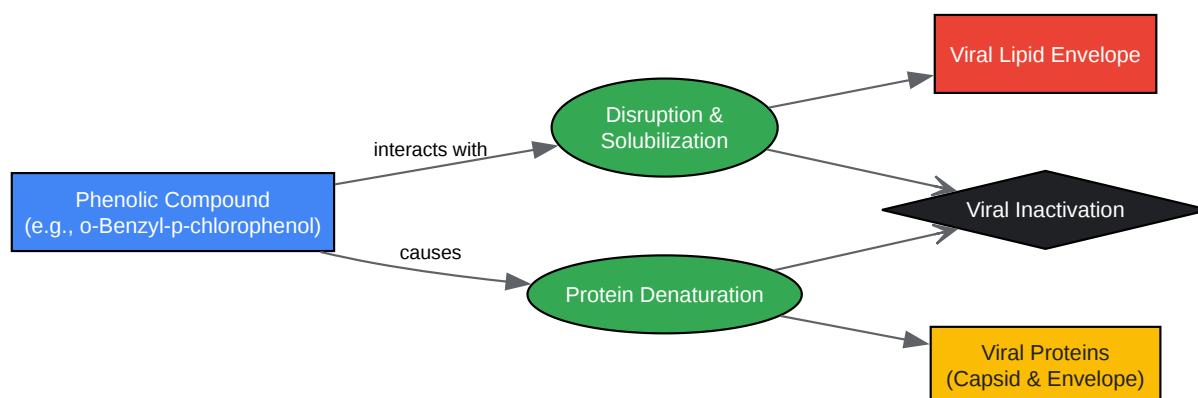 Viral Lipid Envelope
Disruption &
Solubilization
interacts with
Phenolic Compound
(e.g., o-Benzyl-p-chlorophenol)
Viral Inactivation
causes
Protein Denaturation
Viral Proteins
(Capsid & Envelope)